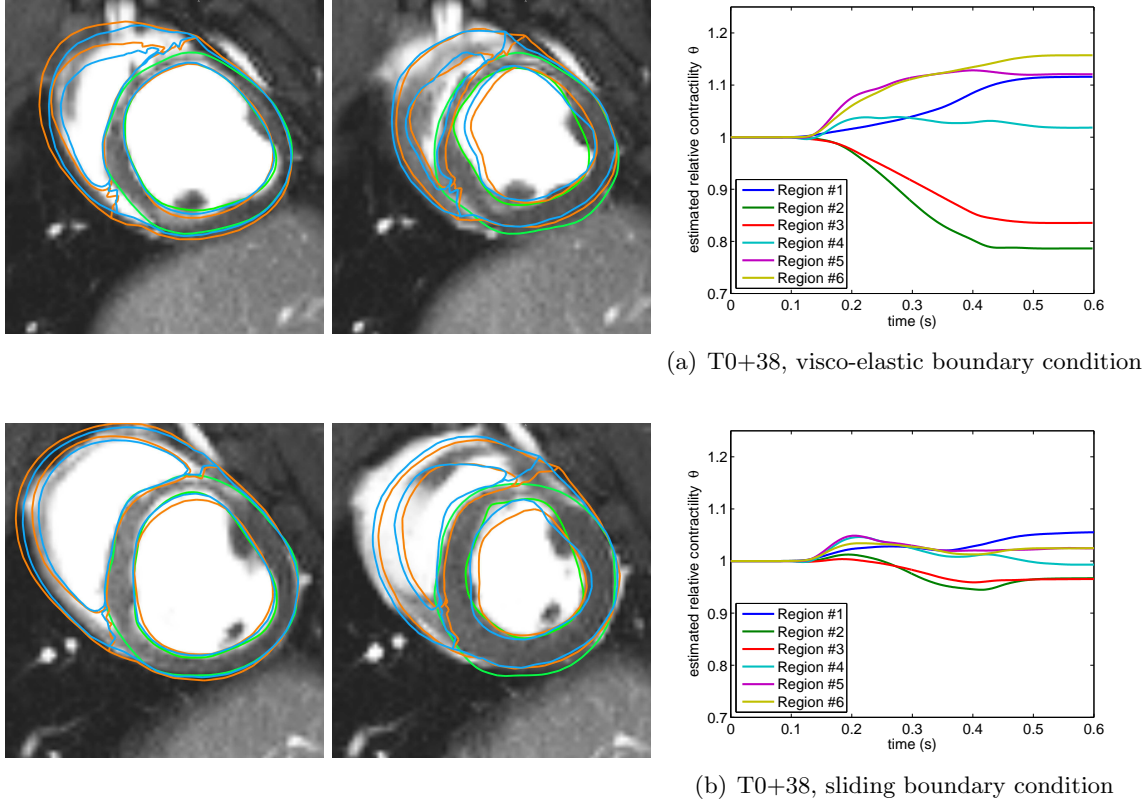 estimated relative contractility θ
1.2
1.1
1
0.9
0.8
0.7
Region #1
Region #2
Region #3
Region #4
Region #5
Region #6
0 0.1 0.2 0.3 0.4 0.5 0.6
time (s)
(a) T0+38, visco-elastic boundary condition
estimated relative contractility θ
1.2
1.1
1
0.9
0.8
0.7
Region #1
Region #2
Region #3
Region #4
Region #5
Region #6
0 0.1 0.2 0.3 0.4 0.5 0.6
time (s)
(b) T0+38, sliding boundary condition